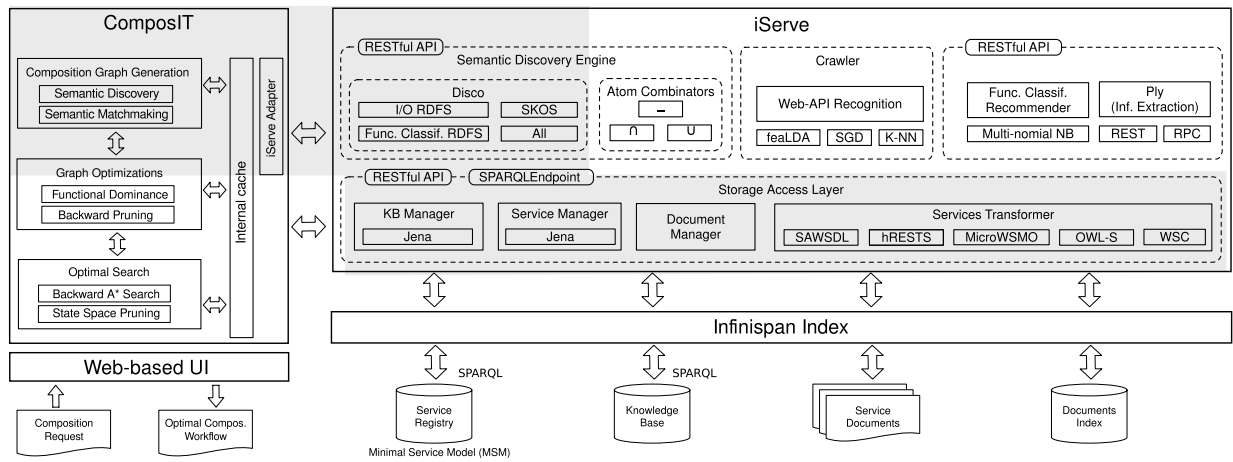 ComposIT
Composition Graph Generation
Semantic Discovery
Semantic Matchmaking
Graph Optimizations
Functional Dominance
Backward Pruning
Optimal Search
Backward A* Search
State Space Pruning
Internal cache
iServe Adapter
Web-based UI
Composition
Request
Optimal Compos.
Workflow
iServe
RESTful API
Semantic Discovery Engine
Disco
I/O RDFS
SKOS
Func. Classif. RDFS
All
Atom Combinators
−
∩
∪
Crawler
Web-API Recognition
feaLDA
SGD
K-NN
RESTful API
Func. Classif.
Recommender
Multi-nomial NB
Ply
(Inf. Extraction)
REST
RPC
RESTful API
SPARQLEndpoint
Storage Access Layer
KB Manager
Jena
Service Manager
Jena
Document
Manager
Services Transformer
SAWSDL
hRESTS
MicroWSMO
OWL-S
WSC
Infinispan Index
SPARQL
SPARQL
Service
Registry
Minimal Service Model (MSM)
Knowledge
Base
Service
Documents
Documents
Index